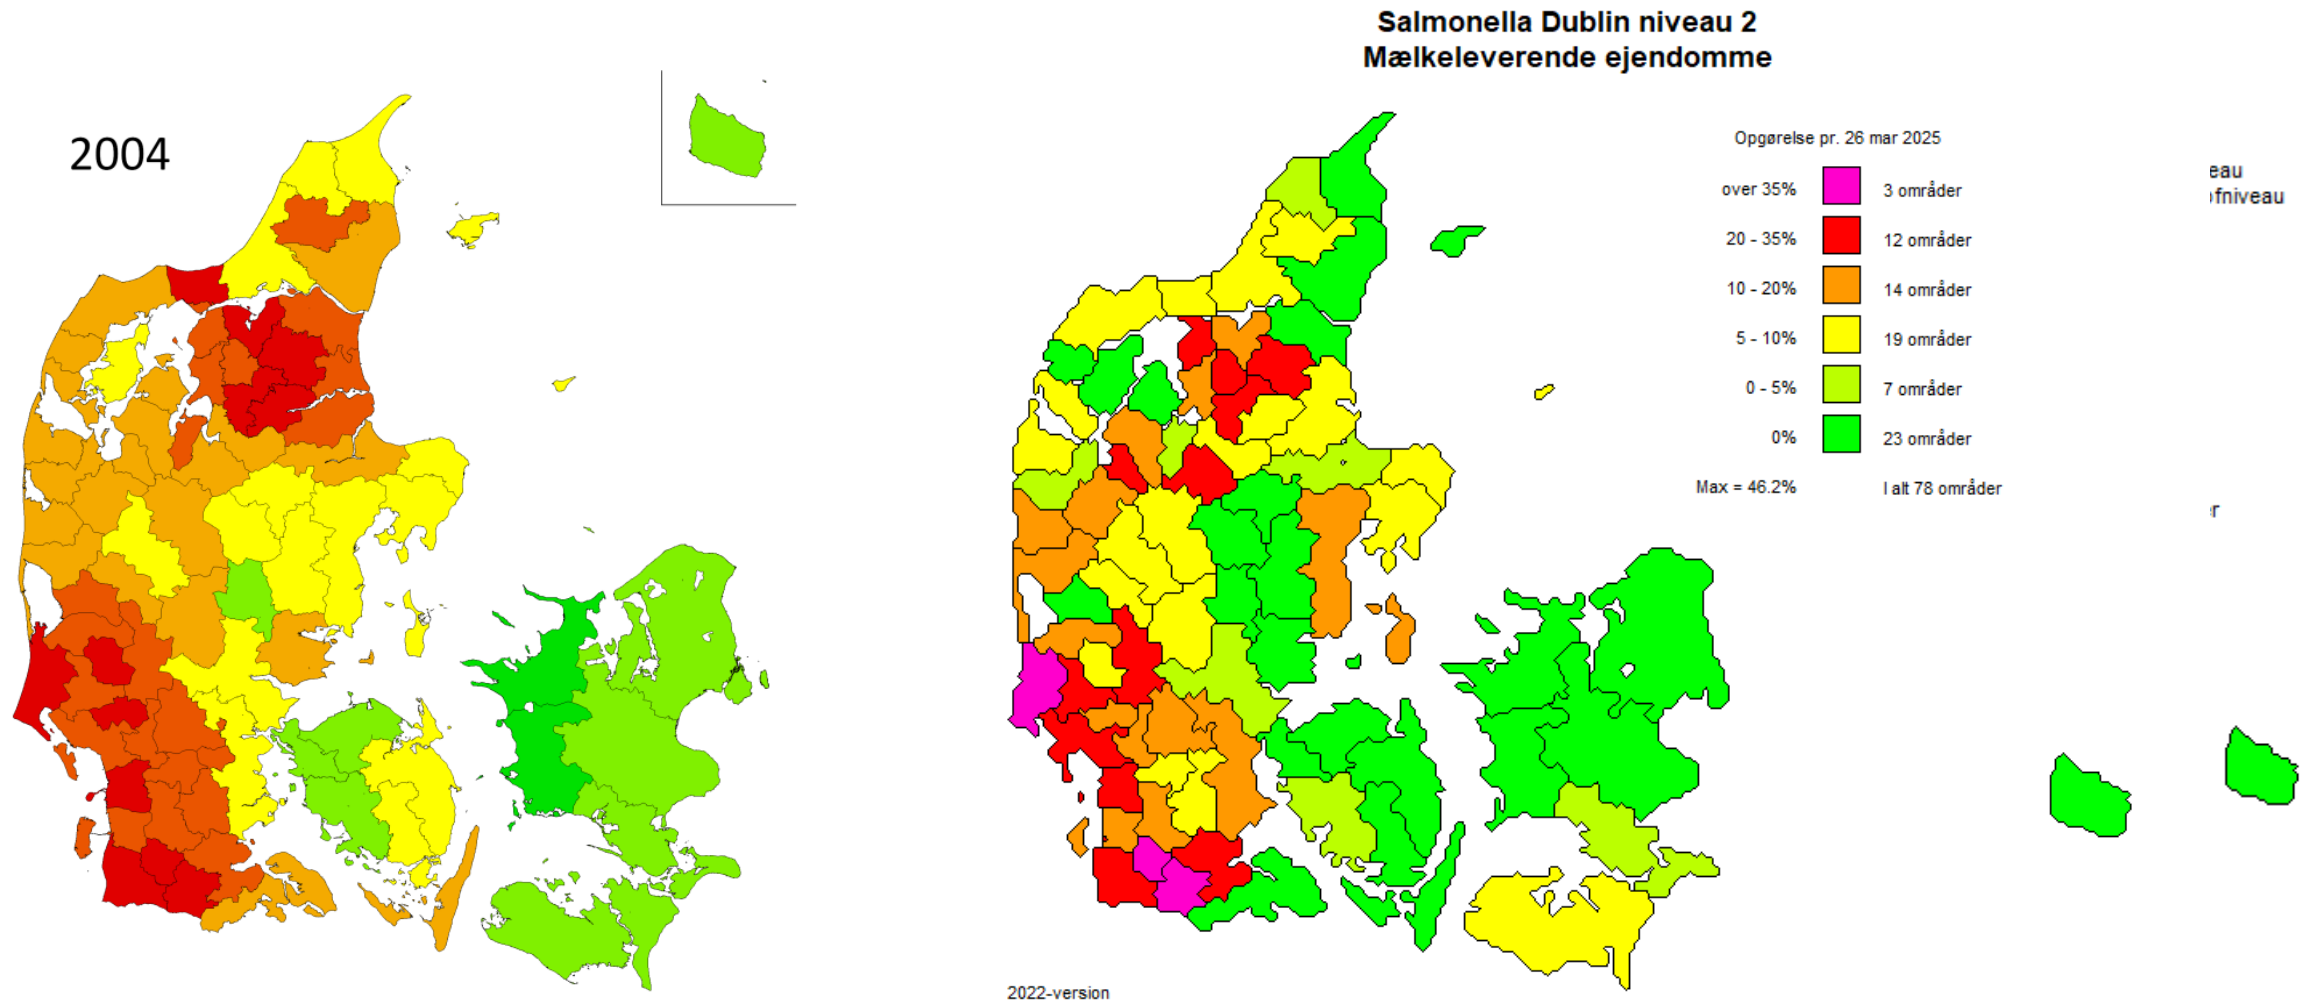 2004
Salmonella Dublin niveau 2
Mælkeleverende ejendomme
Opgørelse pr. 26 mar 2025
over 35% 3 områder
20 - 35% 12 områder
10 - 20% 14 områder
5 - 10% 19 områder
0 - 5% 7 områder
0% 23 områder
Max = 46.2% I alt 78 områder
eau
ofniveau
r
2022-version